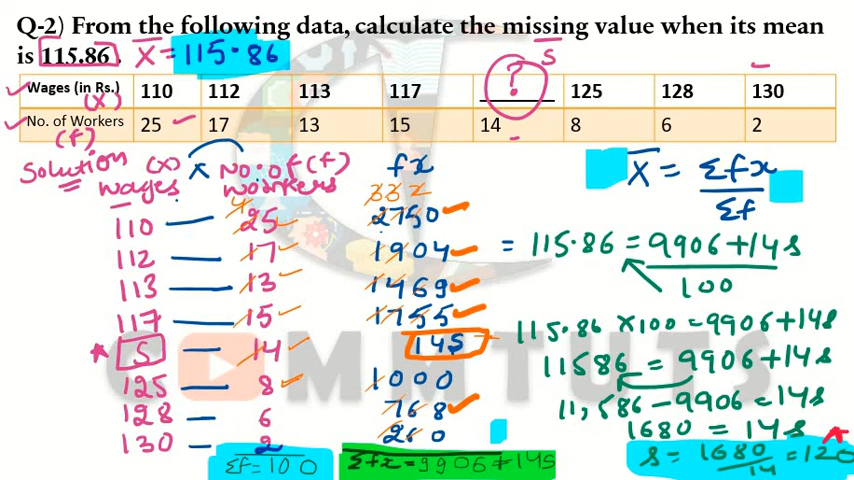 Q-2) From the following data, calculate the missing value when its mean
is 115.86. X̄ = 115.86
Wages (in Rs.) (x) 110 112 113 117 ? 125 128 130
s
No. of Workers (f) 25 17 13 15 14 8 6 2
Solution
Wages (x) No. of (f) workers fx
332
110 — 25 2750
4
112 — 17 1904
113 — 13 1469
117 — 15 1755
S — 14 14S
125 — 8 1000
128 — 6 768
130 — 2 260
Σf = 100 Σfx = 9906+14s
X̄ = Σfx / Σf
= 115.86 = 9906+14s / 100
115.86 x100 = 9906+14s
11586 = 9906+14s
11,586 - 9906 = 14s
1680 = 14s
s = 1680/14 = 120
MMTUTS